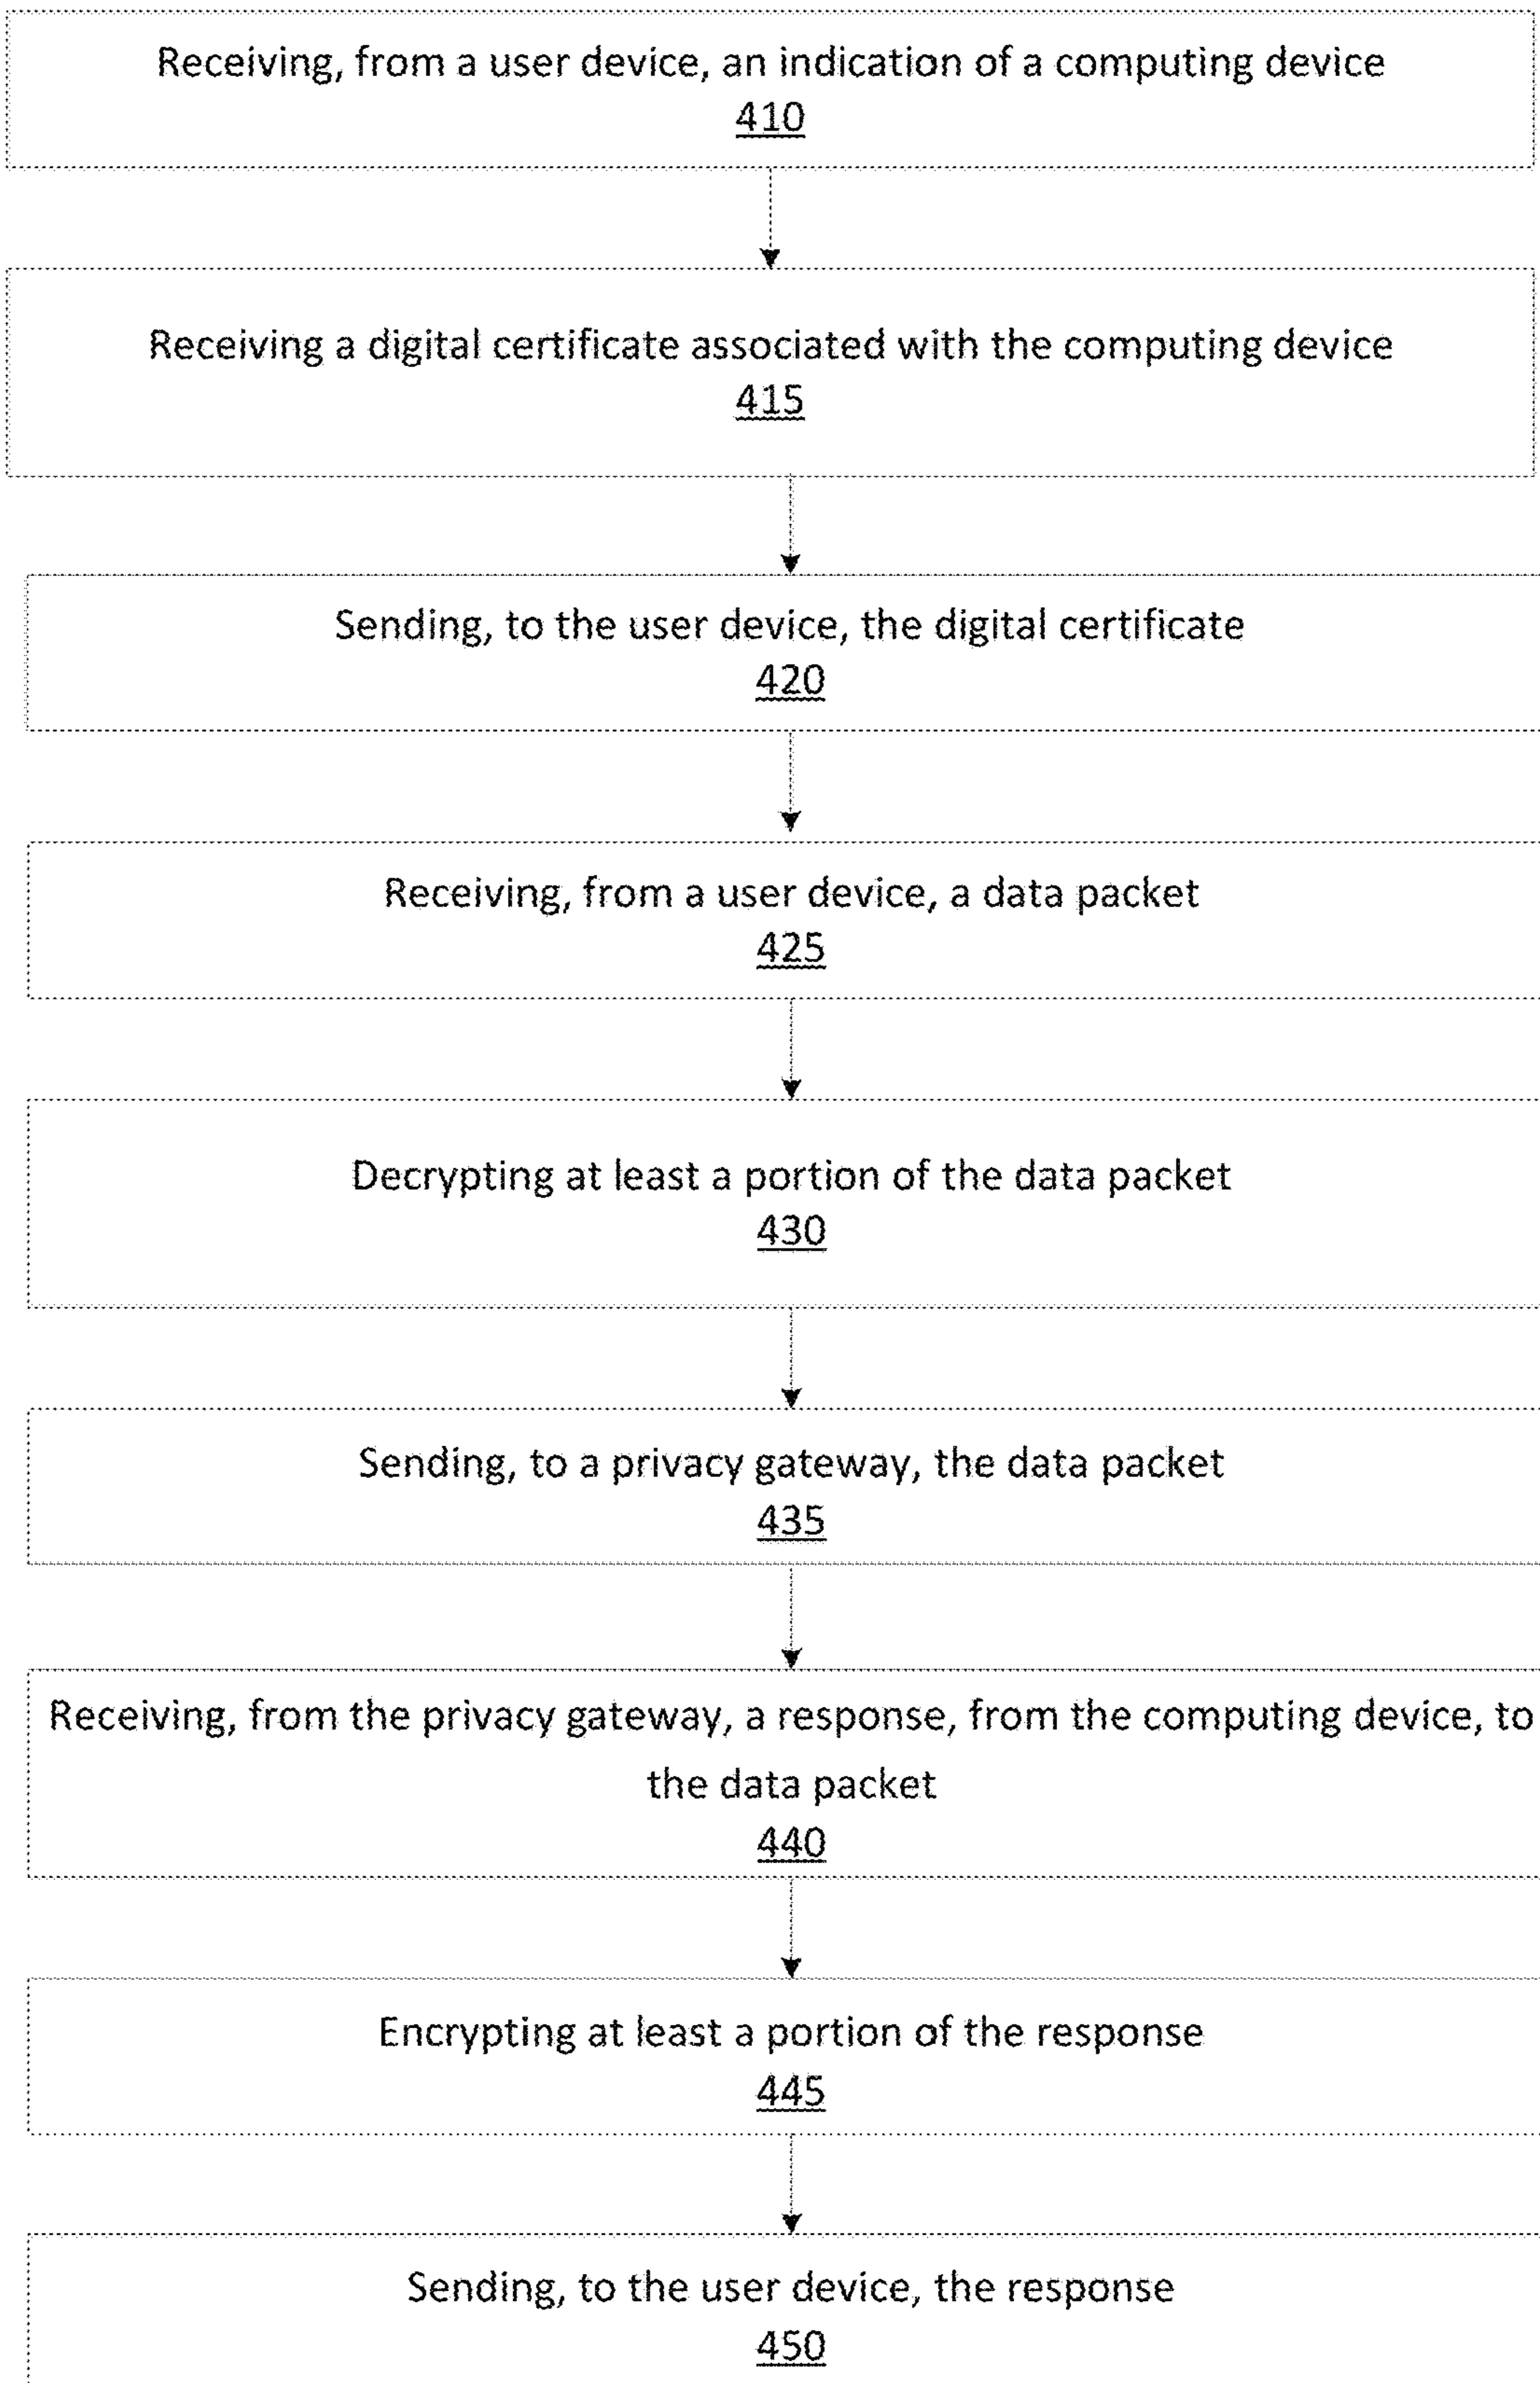 Receiving, from a user device, an indication of a computing device
410
Receiving a digital certificate associated with the computing device
415
Sending, to the user device, the digital certificate
420
Receiving, from a user device, a data packet
425
Decrypting at least a portion of the data packet
430
Sending, to a privacy gateway, the data packet
435
Receiving, from the privacy gateway, a response, from the computing device, to
the data packet
440
Encrypting at least a portion of the response
445
Sending, to the user device, the response
450